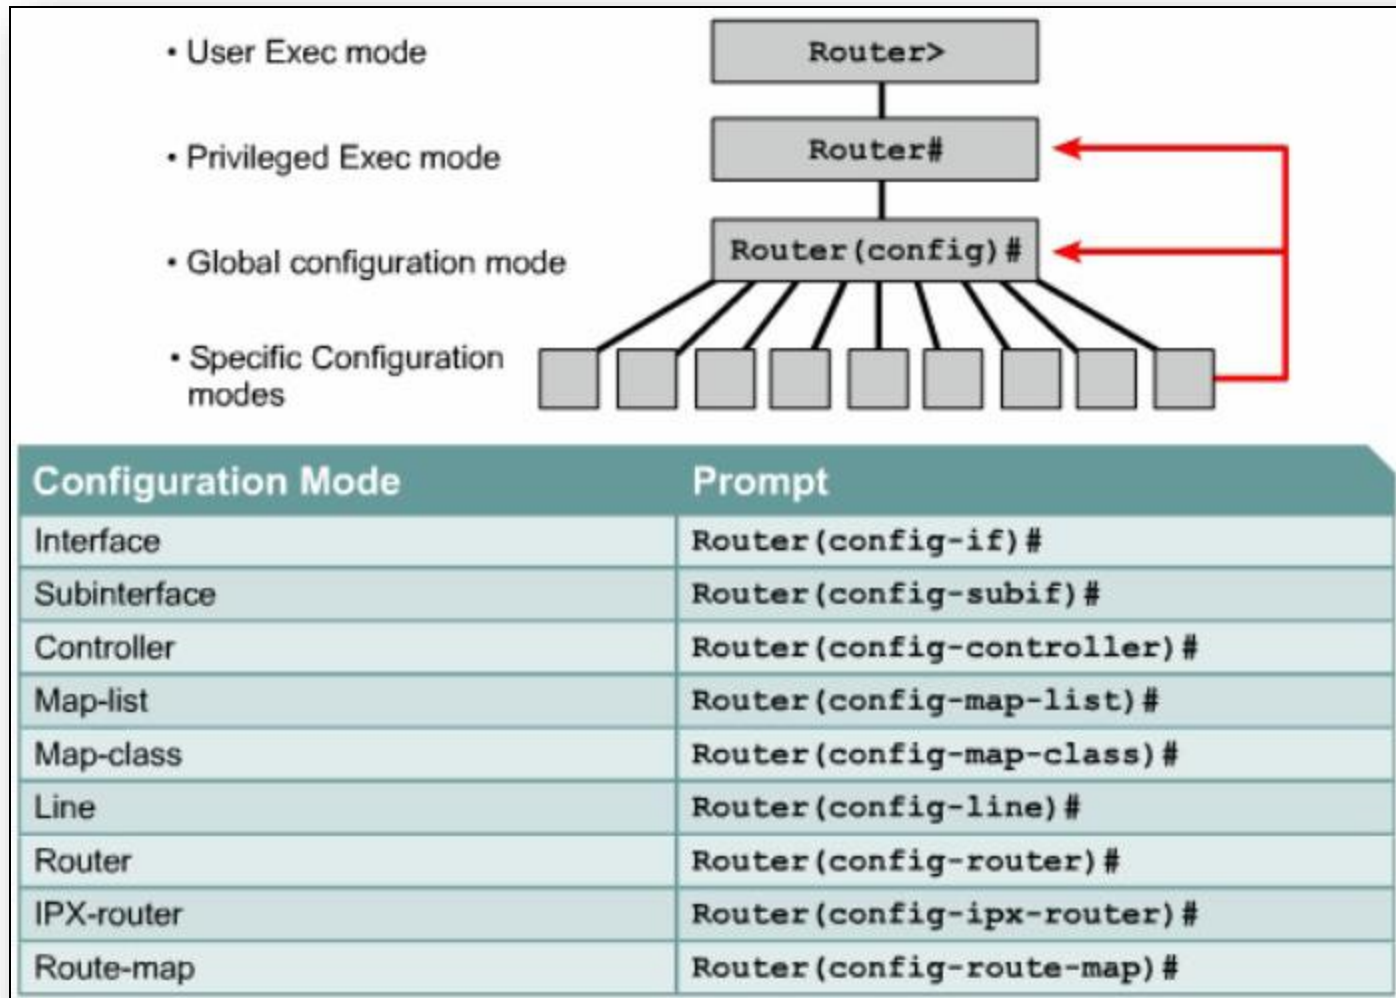 • User Exec mode
Router>
• Privileged Exec mode
Router#
• Global configuration mode
Router(config)#
• Specific Configuration
modes
Configuration Mode Prompt
Interface Router(config-if)#
Subinterface Router(config-subif)#
Controller Router(config-controller)#
Map-list Router(config-map-list)#
Map-class Router(config-map-class)#
Line Router(config-line)#
Router Router(config-router)#
IPX-router Router(config-ipx-router)#
Route-map Router(config-route-map)#